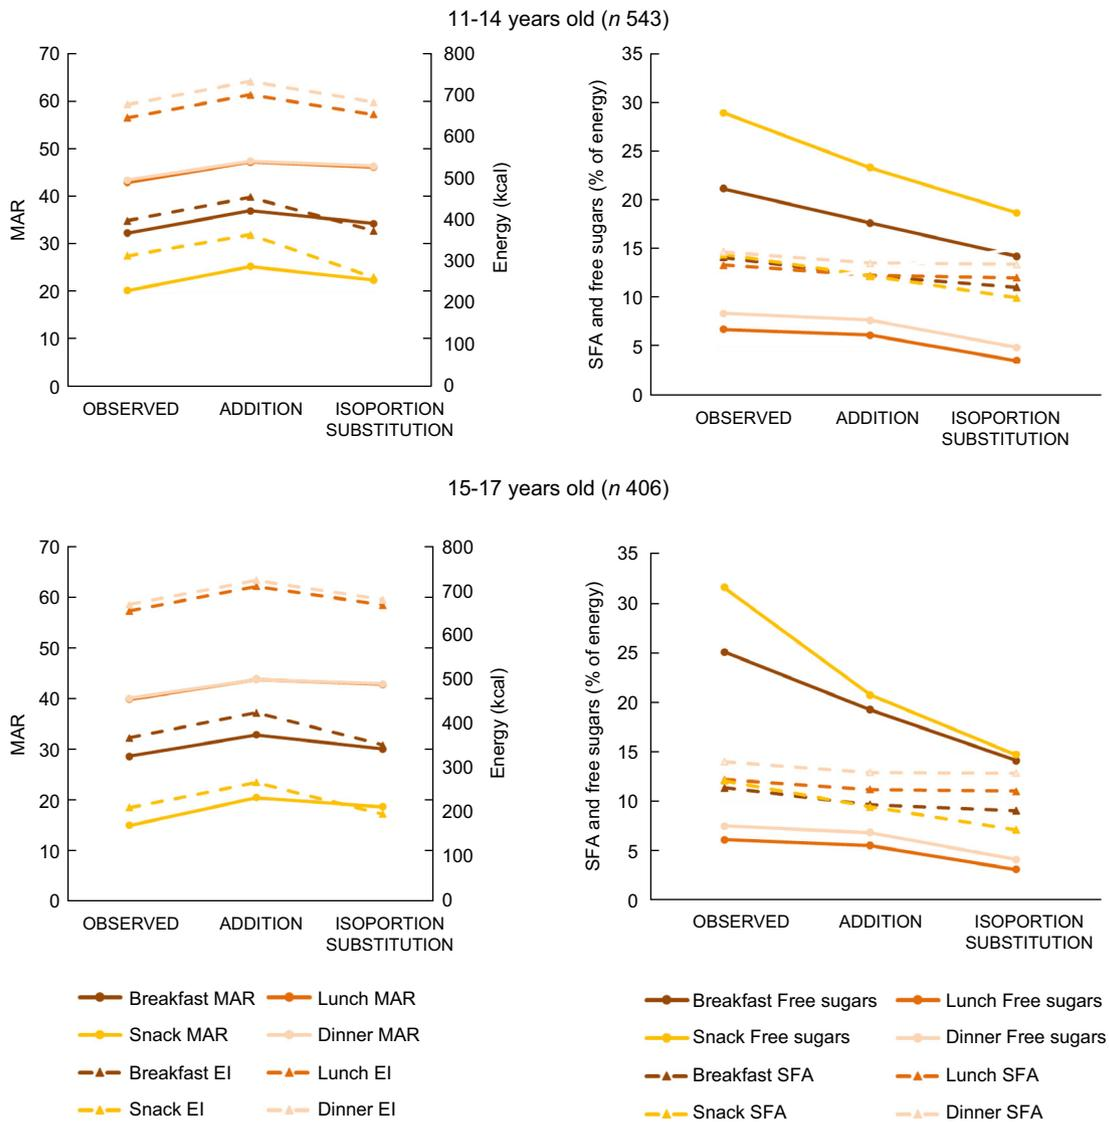 11-14 years old (n 543)
70
60
50
40
30
20
10
0
MAR
800
700
600
500
400
300
200
100
0
Energy (kcal)
OBSERVED
ADDITION
ISOPORTION
SUBSTITUTION
35
30
25
20
15
10
5
0
SFA and free sugars (% of energy)
OBSERVED
ADDITION
ISOPORTION
SUBSTITUTION
15-17 years old (n 406)
70
60
50
40
30
20
10
0
MAR
800
700
600
500
400
300
200
100
0
Energy (kcal)
OBSERVED
ADDITION
ISOPORTION
SUBSTITUTION
35
30
25
20
15
10
5
0
SFA and free sugars (% of energy)
OBSERVED
ADDITION
ISOPORTION
SUBSTITUTION
Breakfast MAR
Lunch MAR
Snack MAR
Dinner MAR
Breakfast EI
Lunch EI
Snack EI
Dinner EI
Breakfast Free sugars
Lunch Free sugars
Snack Free sugars
Dinner Free sugars
Breakfast SFA
Lunch SFA
Snack SFA
Dinner SFA